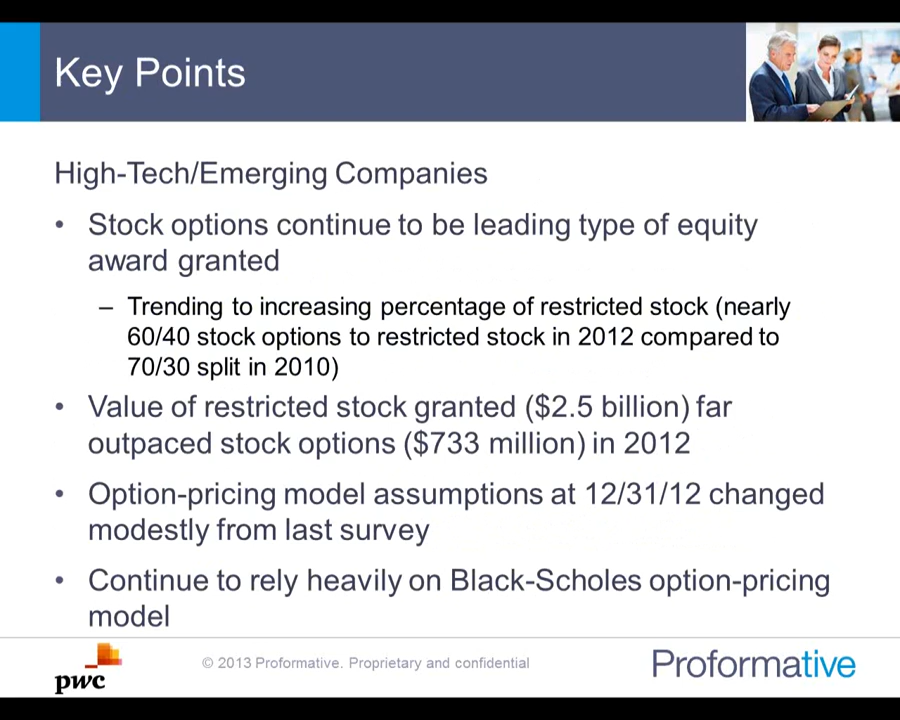 Key Points
High-Tech/Emerging Companies
• Stock options continue to be leading type of equity
award granted
– Trending to increasing percentage of restricted stock (nearly
60/40 stock options to restricted stock in 2012 compared to
70/30 split in 2010)
• Value of restricted stock granted ($2.5 billion) far
outpaced stock options ($733 million) in 2012
• Option-pricing model assumptions at 12/31/12 changed
modestly from last survey
• Continue to rely heavily on Black-Scholes option-pricing
model
pwc
© 2013 Proformative. Proprietary and confidential
Proformative